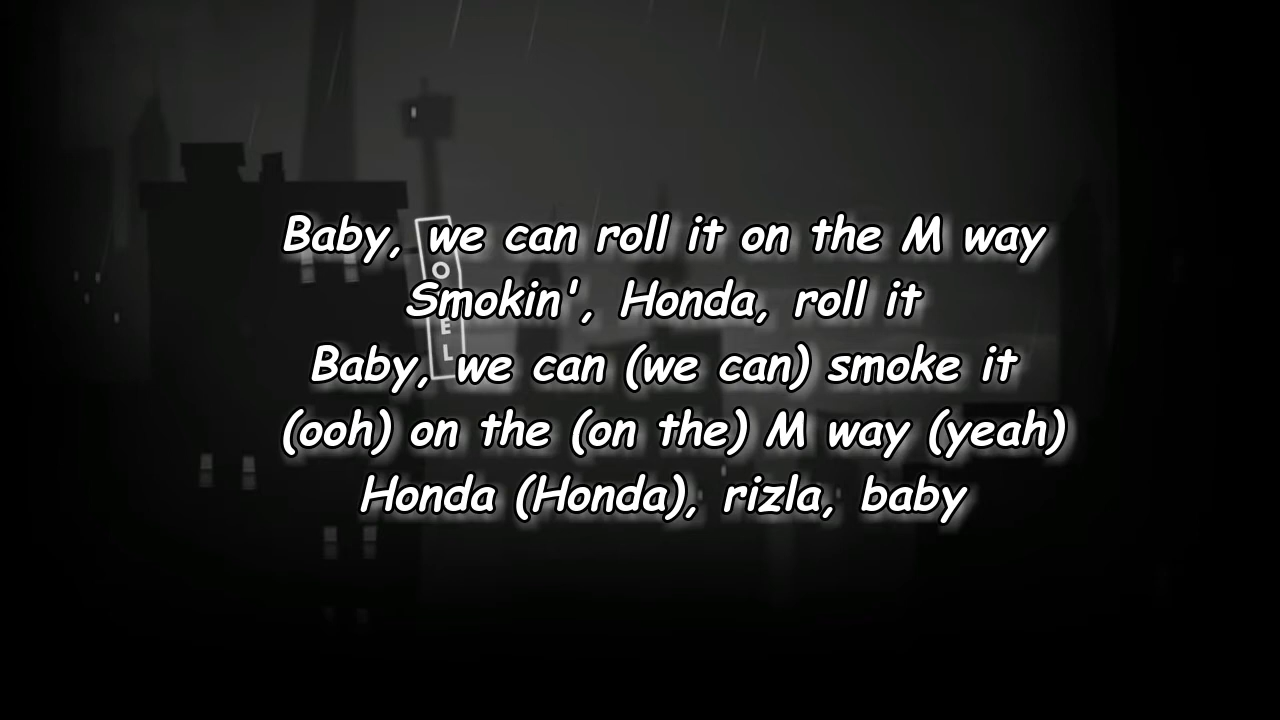 Baby, we can roll it on the M way
Smokin', Honda, roll it
Baby, we can (we can) smoke it
(ooh) on the (on the) M way (yeah)
Honda (Honda), rizla, baby
O
E
L